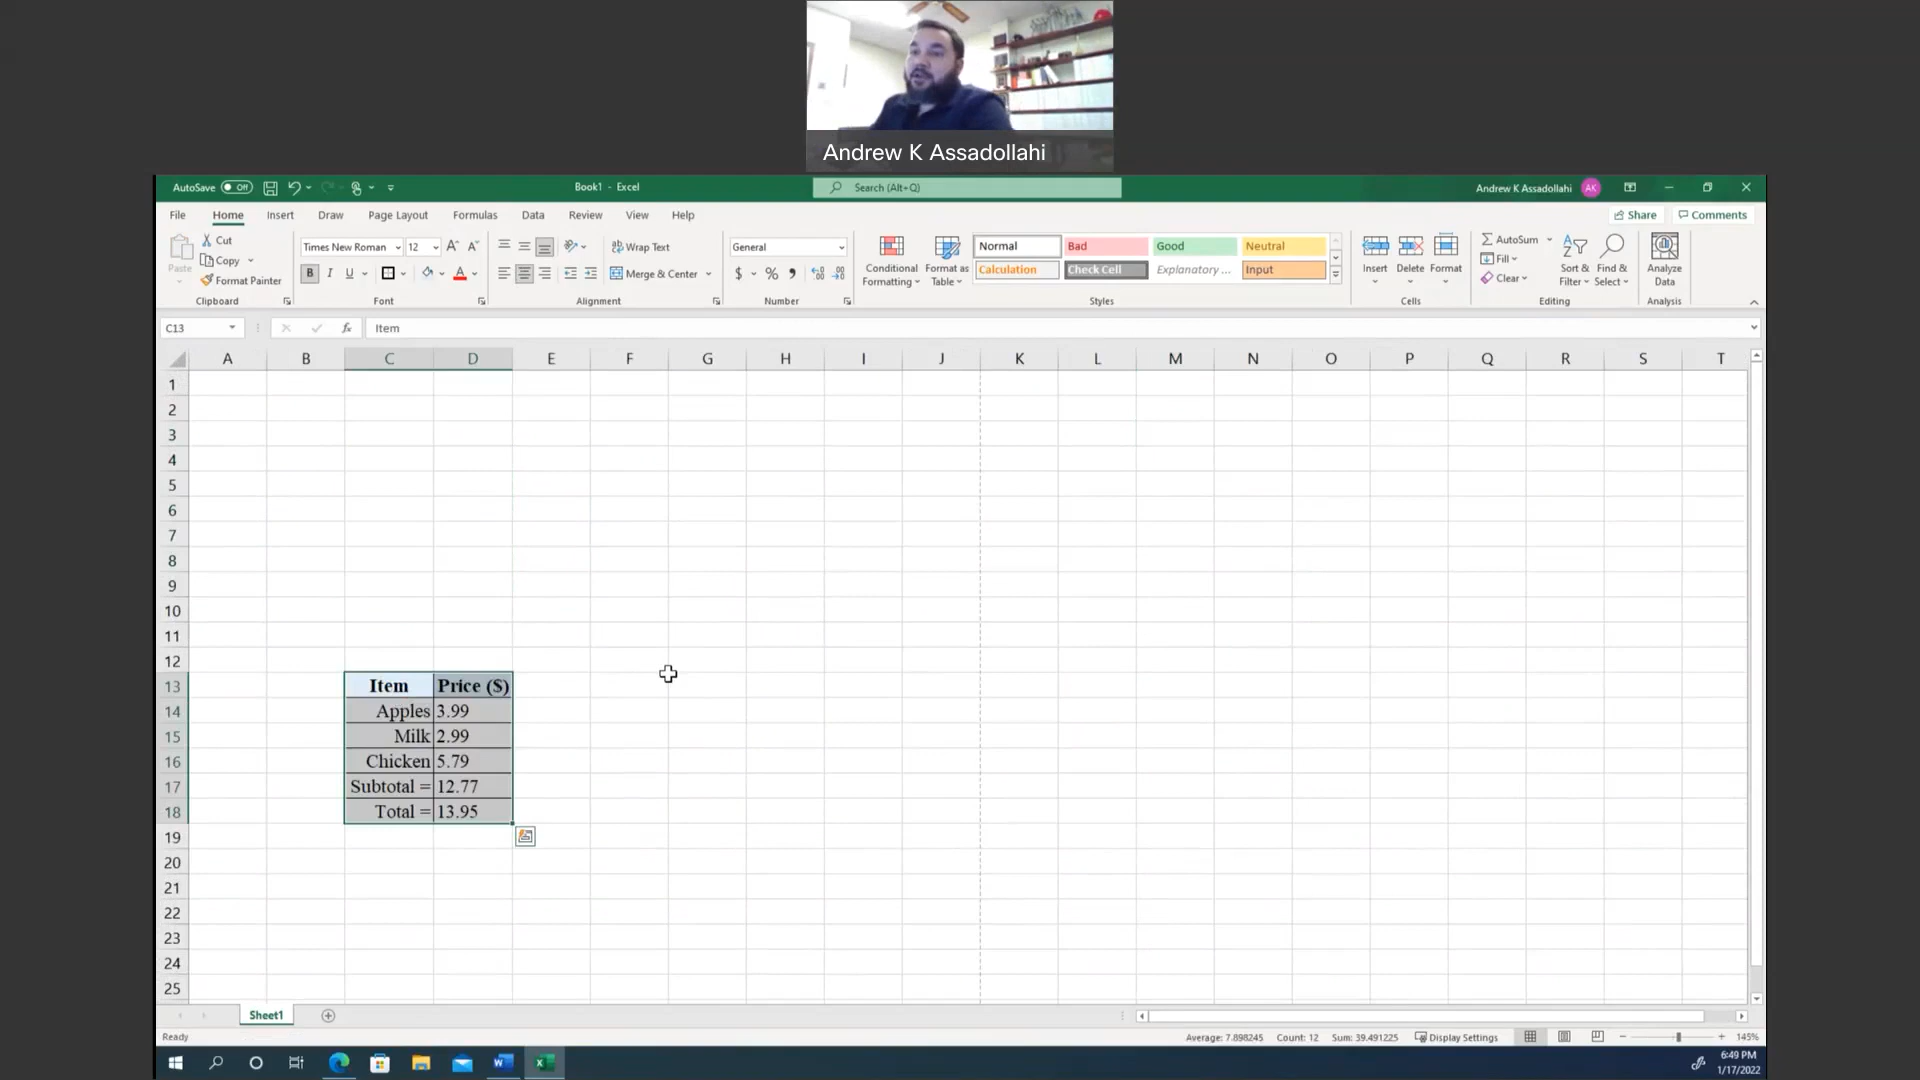 Andrew K Assadollahi
AutoSave Off
Book1 - Excel
Search (Alt+Q)
Andrew K Assadollahi AK
File Home Insert Draw Page Layout Formulas Data Review View Help
Share Comments
Paste
Cut
Copy
Format Painter
Clipboard
Times New Roman 12
B I U
Font
Wrap Text
Merge & Center
Alignment
General
$ % 9
Number
Conditional Formatting
Format as Table
Normal Bad Good Neutral
Calculation Check Cell Explanatory ... Input
Styles
Insert Delete Format
Cells
AutoSum
Fill
Clear
Sort & Filter
Find & Select
Editing
Analyze Data
Analysis
C13 fx Item
A B C D E F G H I J K L M N O P Q R S T
1
2
3
4
5
6
7
8
9
10
11
12
13 Item Price ($)
14 Apples 3.99
15 Milk 2.99
16 Chicken 5.79
17 Subtotal = 12.77
18 Total = 13.95
19
20
21
22
23
24
25
Sheet1
Ready
Average: 7.898245 Count: 12 Sum: 39.491225 Display Settings 145%
6:49 PM
1/17/2022